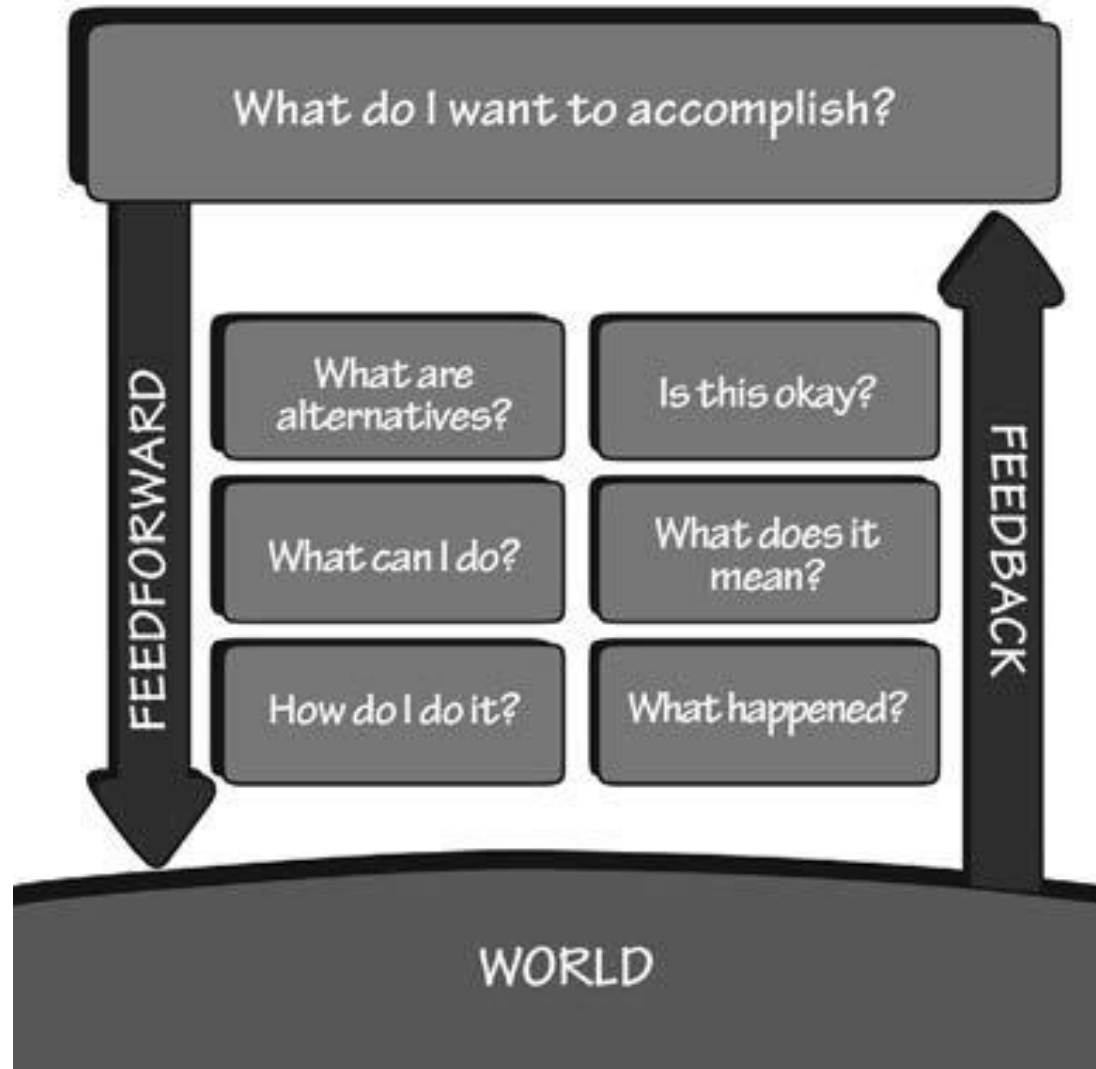 What do I want to accomplish?
FEEDFORWARD
What are
alternatives?
What can I do?
How do I do it?
Is this okay?
What does it
mean?
What happened?
FEEDBACK
WORLD